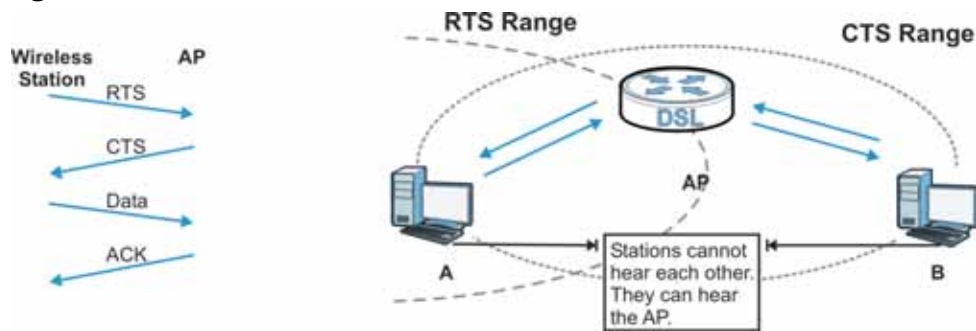 RTS Range
CTS Range
Wireless
Station
AP
RTS
CTS
Data
ACK
DSL
AP
A
B
Stations cannot
hear each other.
They can hear
the AP.